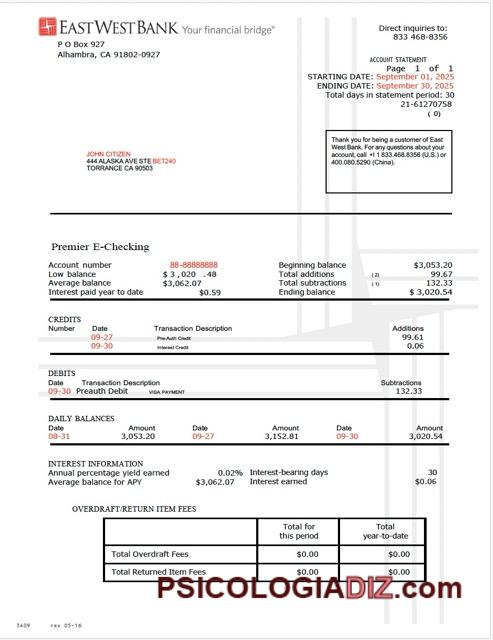 EASTWESTBANK Your financial bridge®
P O Box 927
Alhambra, CA 91802-0927
Direct inquiries to:
833 468-8356
ACCOUNT STATEMENT
Page 1 of 1
STARTING DATE: September 01, 2025
ENDING DATE: September 30, 2025
Total days in statement period: 30
21-61270758
( 0)
JOHN CITIZEN
444 ALASKA AVE STE BET240
TORRANCE CA 90503
Thank you for being a customer of East
West Bank. For any questions about your
account, call +l 1 833.468.8356 (U.S.) or
400.080.5290 (China).
Premier E-Checking
Account number 88-88888888 Beginning balance $3,053.20
Low balance $ 3 , 020 .48 Total additions ( 2) 99.67
Average balance $3,062.07 Total subtractions ( 1) 132.33
Interest paid year to date $0.59 Ending balance $ 3,020.54
CREDITS
Number Date Transaction Description Additions
09-27 Pre-Auth Credit 99.61
09-30 Interest Credit 0.06
DEBITS
Date Transaction Description Subtractions
09-30 Preauth Debit VISA PAYMENT 132.33
DAILY BALANCES
Date Amount Date Amount Date Amount
08-31 3,053.20 09-27 3,152.81 09-30 3,020.54
INTEREST INFORMATION
Annual percentage yield earned 0.02% Interest-bearing days 30
Average balance for APY $3,062.07 Interest earned $0.06
OVERDRAFT/RETURN ITEM FEES
Total for Total
this period year-to-date
Total Overdraft Fees $0.00 $0.00
Total Returned Item Fees $0.00 $0.00
PSICOLOGIADIZ.com
3409 rev 05-16